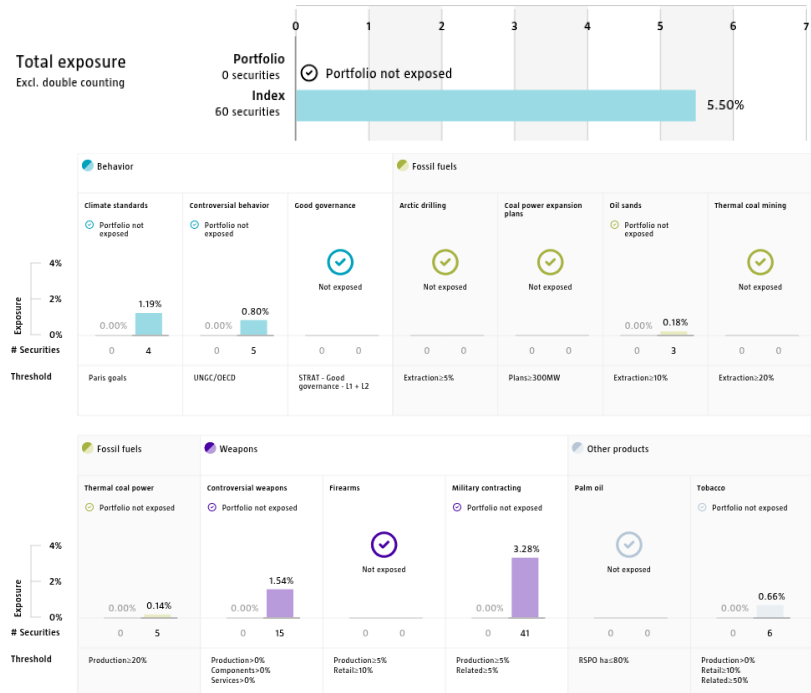 0 1 2 3 4 5 6 7
Total exposure
Excl. double counting
Portfolio
0 securities
Portfolio not exposed
Index
60 securities
5.50%
Behavior
Fossil fuels
Climate standards
Portfolio not
exposed
Controversial behavior
Portfolio not
exposed
Good governance
Not exposed
Arctic drilling
Not exposed
Coal power expansion
plans
Not exposed
Oil sands
Portfolio not
exposed
Thermal coal mining
Not exposed
Exposure
4%
2%
0%
0.00% 1.19%
0.00% 0.80%
0.00% 0.18%
# Securities 0 4 0 5 0 0 0 0 0 0 0 3 0 0
Threshold
Paris goals
UNGC/OECD
STRAT - Good
governance - L1 + L2
Extraction≥5%
Plans≥300MW
Extraction≥10%
Extraction≥20%
Fossil fuels
Weapons
Other products
Thermal coal power
Portfolio not exposed
Controversial weapons
Portfolio not exposed
Firearms
Not exposed
Military contracting
Portfolio not exposed
Palm oil
Not exposed
Tobacco
Portfolio not exposed
Exposure
4%
2%
0%
0.00% 0.14%
0.00% 1.54%
0.00% 3.28%
0.00% 0.66%
# Securities 0 5 0 15 0 0 0 41 0 0 0 6
Threshold
Production≥20%
Production>0%
Components>0%
Services>0%
Production≥5%
Retail≥10%
Production≥5%
Related≥5%
RSPO ha≤80%
Production>0%
Retail≥10%
Related≥50%